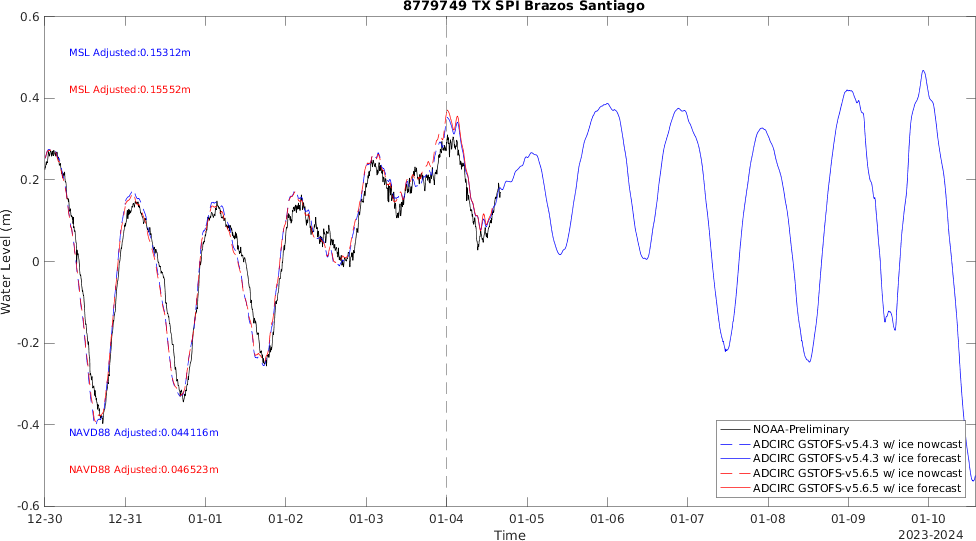 8779749 TX SPI Brazos Santiago
MSL Adjusted:0.15312m
MSL Adjusted:0.15552m
NAVD88 Adjusted:0.044116m
NAVD88 Adjusted:0.046523m
Water Level (m)
0.6
0.4
0.2
0
-0.2
-0.4
-0.6
NOAA-Preliminary
ADCIRC GSTOFS-v5.4.3 w/ ice nowcast
ADCIRC GSTOFS-v5.4.3 w/ ice forecast
ADCIRC GSTOFS-v5.6.5 w/ ice nowcast
ADCIRC GSTOFS-v5.6.5 w/ ice forecast
12-30 12-31 01-01 01-02 01-03 01-04 01-05 01-06 01-07 01-08 01-09 01-10
Time
2023-2024